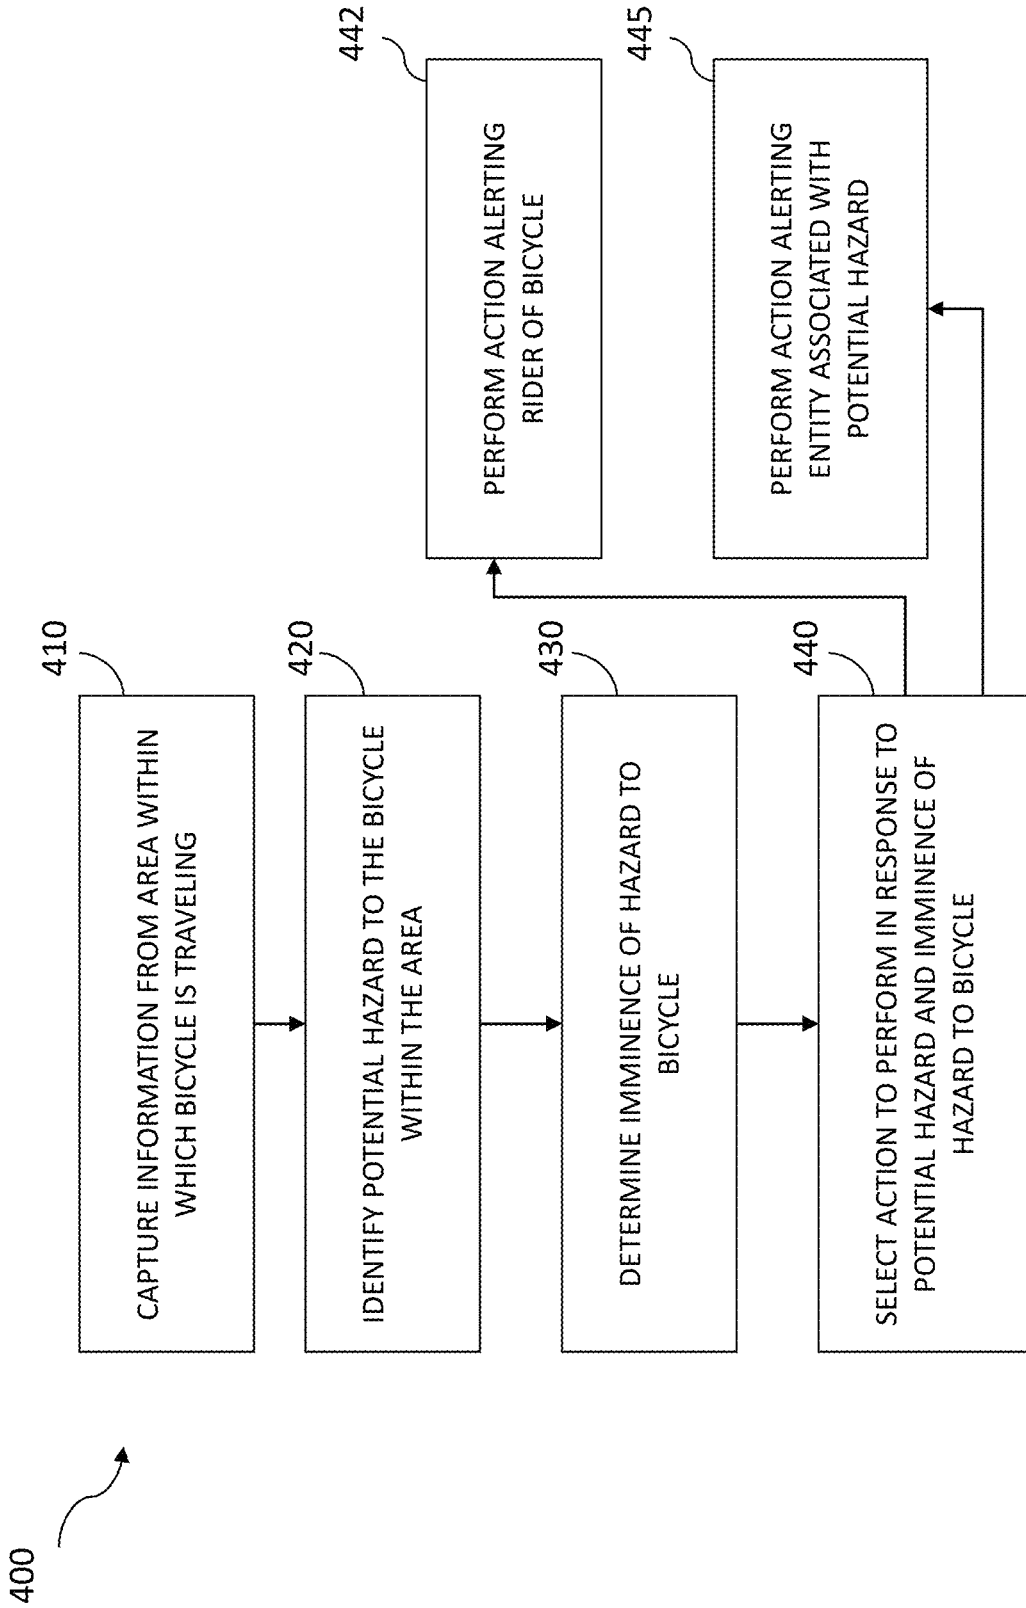 400
410
CAPTURE INFORMATION FROM AREA WITHIN
WHICH BICYCLE IS TRAVELING
420
IDENTIFY POTENTIAL HAZARD TO THE BICYCLE
WITHIN THE AREA
430
DETERMINE IMMINENCE OF HAZARD TO
BICYCLE
440
SELECT ACTION TO PERFORM IN RESPONSE TO
POTENTIAL HAZARD AND IMMINENCE OF
HAZARD TO BICYCLE
442
PERFORM ACTION ALERTING
RIDER OF BICYCLE
445
PERFORM ACTION ALERTING
ENTITY ASSOCIATED WITH
POTENTIAL HAZARD